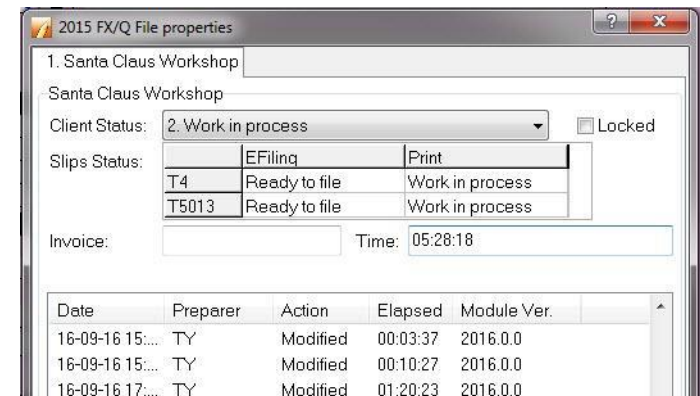 2015 FX/Q File properties
1. Santa Claus Workshop
Santa Claus Workshop
Client Status: 2. Work in process Locked
Slips Status: EFiling Print
T4 Ready to file Work in process
T5013 Ready to file Work in process
Invoice: Time: 05:28:18
Date Preparer Action Elapsed Module Ver.
16-09-16 15:... TY Modified 00:03:37 2016.0.0
16-09-16 15:... TY Modified 00:10:27 2016.0.0
16-09-16 17:... TY Modified 01:20:23 2016.0.0